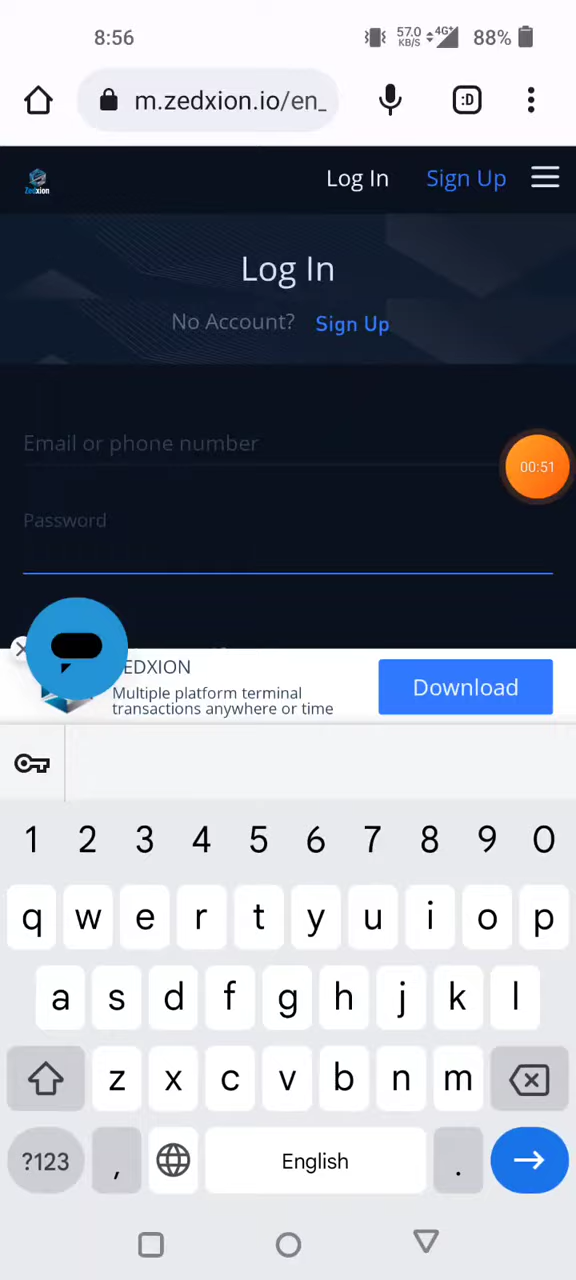 8:56
57.0
KB/S
4G+
88%
:D
m.zedxion.io/en_
Zedxion
Log In
Sign Up
Log In
No Account?
Sign Up
Email or phone number
00:51
Password
EDXION
Multiple platform terminal
transactions anywhere or time
Download
1 2 3 4 5 6 7 8 9 0
q w e r t y u i o p
a s d f g h j k l
z x c v b n m
?123 , English .